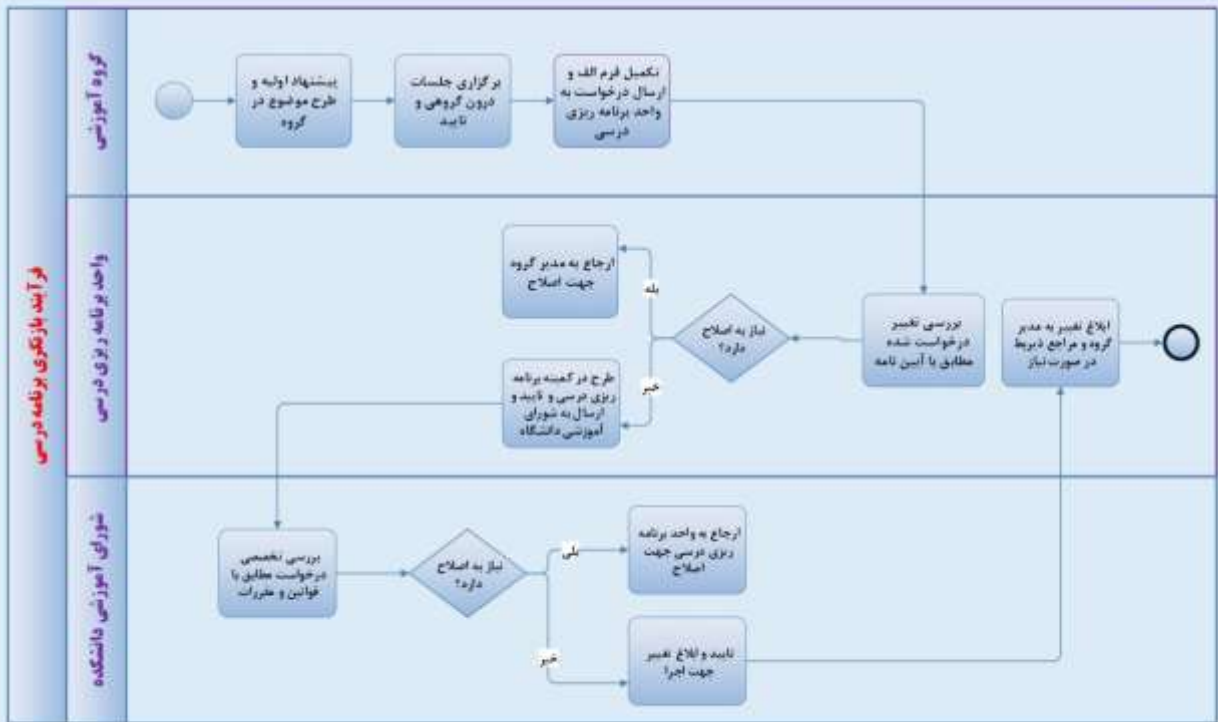 فرآیند بازنگری برنامه درسی
گروه آموزشی
پیشنهاد اولیه و
طرح موضوع در
گروه
برگزاری جلسات
درون گروهی و
تایید
تکمیل فرم الف و
ارسال درخواست به
واحد برنامه ریزی
درسی
واحد برنامه ریزی درسی
بررسی تغییر
درخواست شده
مطابق با آیین نامه
نیاز به اصلاح
دارد؟
بله
ارجاع به مدیر گروه
جهت اصلاح
خیر
طرح در کمیته برنامه
ریزی درسی و تایید و
ارسال به شورای
آموزشی دانشگاه
ابلاغ تغییر به مدیر
گروه و مراجع ذیربط
در صورت نیاز
شورای آموزشی دانشکده
بررسی تخصصی
درخواست مطابق با
قوانین و مقررات
نیاز به اصلاح
دارد؟
بلی
ارجاع به واحد برنامه
ریزی درسی جهت
اصلاح
خیر
تایید و ابلاغ تغییر
جهت اجرا